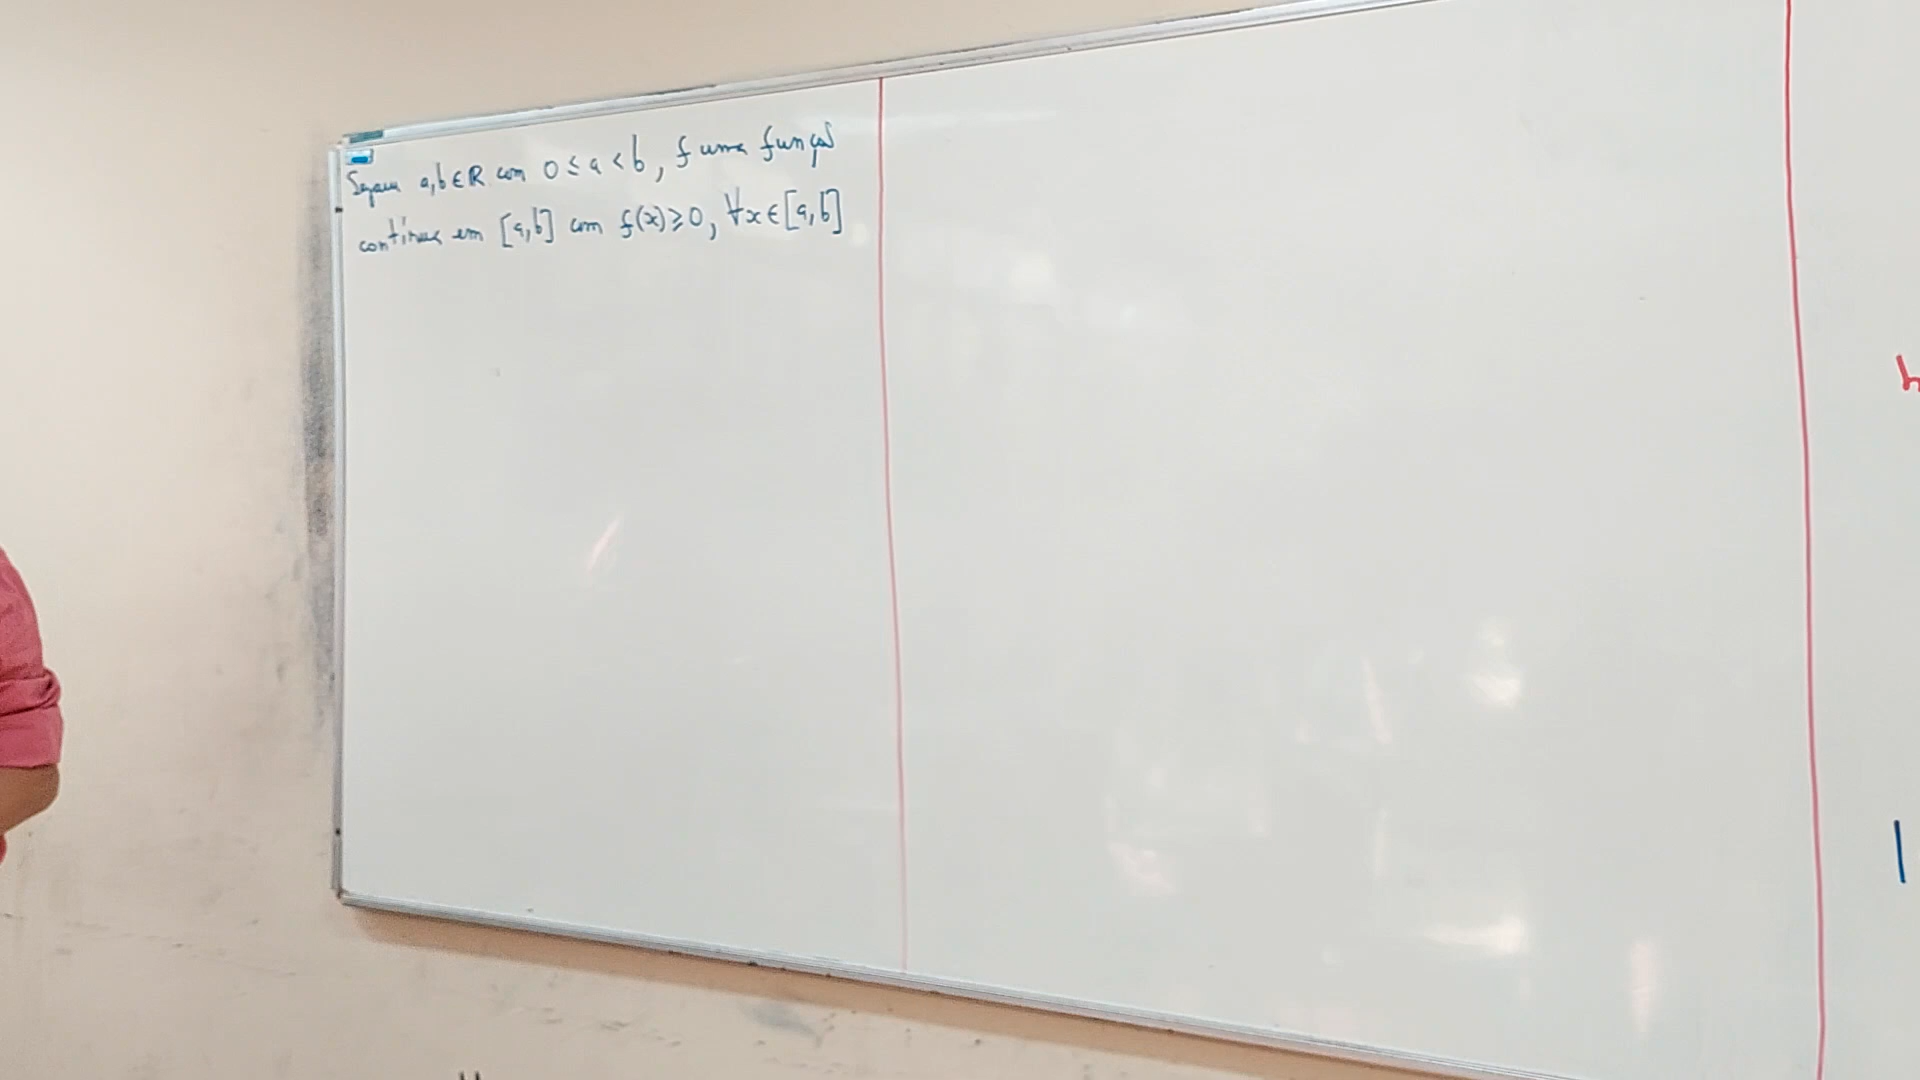 Sejam a,b∈ℝ com 0≤a<b, f uma função
contínua em [a,b] com f(x)≥0, ∀x∈[a,b]